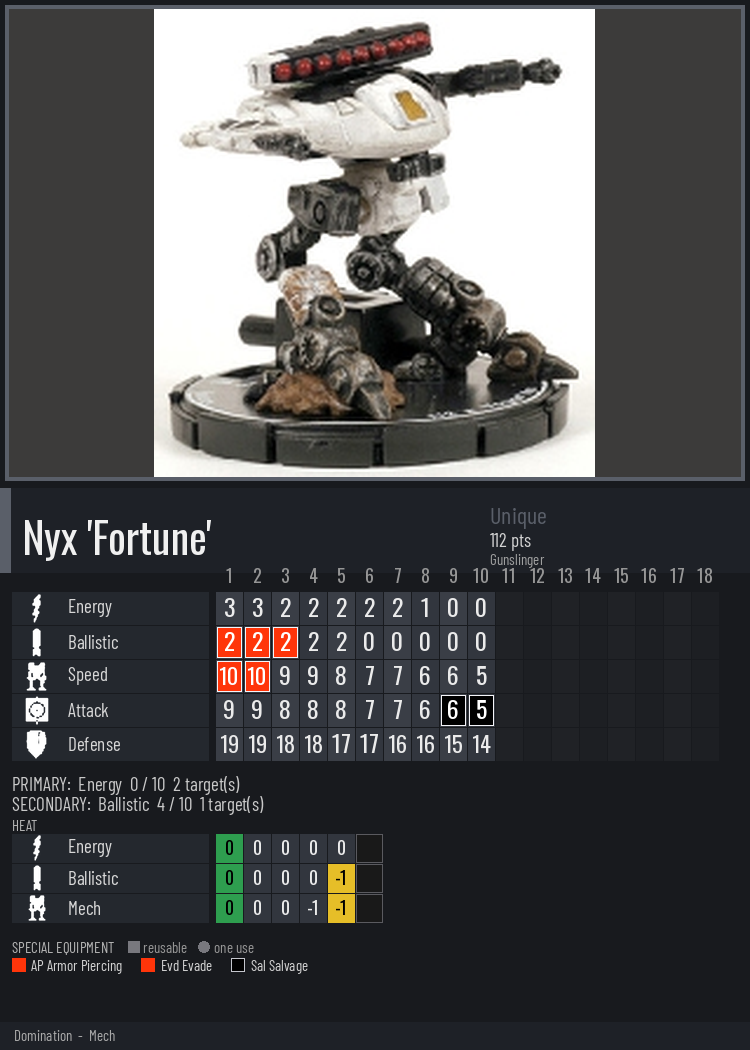 Nyx 'Fortune'
Unique
112 pts
Gunslinger
1 2 3 4 5 6 7 8 9 10 11 12 13 14 15 16 17 18
Energy 3 3 2 2 2 2 2 1 0 0
Ballistic 2 2 2 2 2 0 0 0 0 0
Speed 10 10 9 9 8 7 7 6 6 5
Attack 9 9 8 8 8 7 7 6 6 5
Defense 19 19 18 18 17 17 16 16 15 14
PRIMARY: Energy 0 / 10 2 target(s)
SECONDARY: Ballistic 4 / 10 1 target(s)
HEAT
Energy 0 0 0 0 0
Ballistic 0 0 0 0 -1
Mech 0 0 0 -1 -1
SPECIAL EQUIPMENT reusable one use
AP Armor Piercing Evd Evade Sal Salvage
Domination - Mech